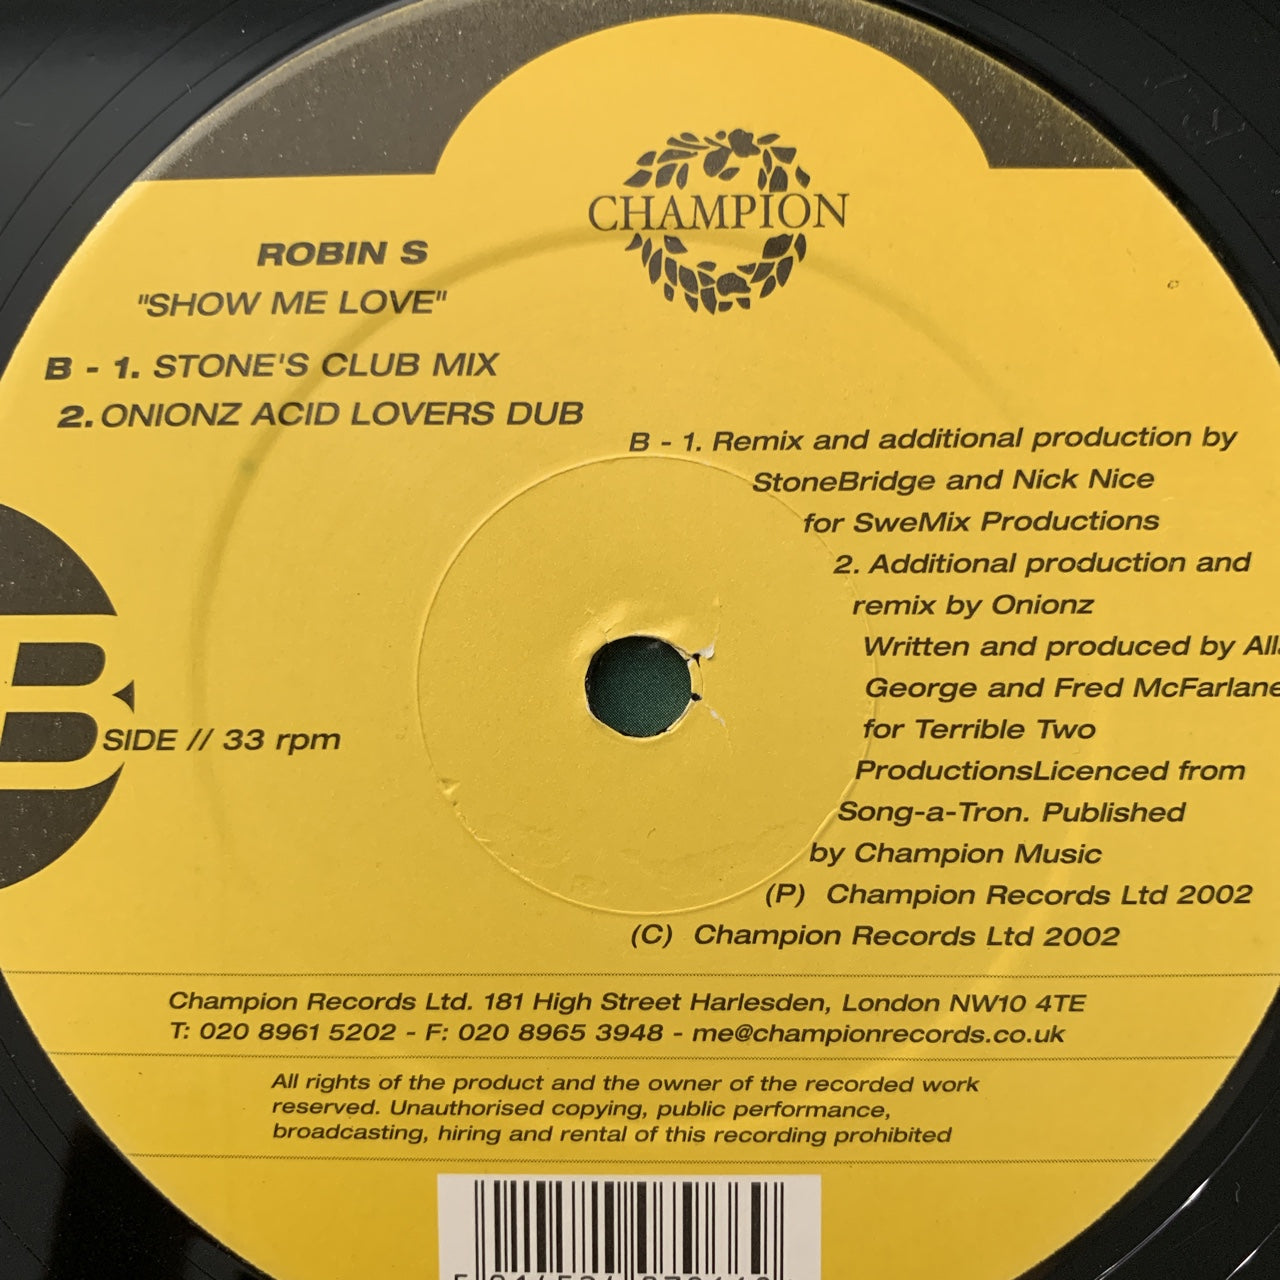 CHAMPION
ROBIN S
"SHOW ME LOVE"
B - 1. STONE'S CLUB MIX
2. ONIONZ ACID LOVERS DUB
B - 1. Remix and additional production by
StoneBridge and Nick Nice
for SweMix Productions
2. Additional production and
remix by Onionz
Written and produced by
George and Fred McFarlane
for Terrible Two
ProductionsLicenced from
Song-a-Tron. Published
by Champion Music
(P) Champion Records Ltd 2002
(C) Champion Records Ltd 2002
B SIDE // 33 rpm
Champion Records Ltd. 181 High Street Harlesden, London NW10 4TE
T: 020 8961 5202 - F: 020 8965 3948 - me@championrecords.co.uk
All rights of the product and the owner of the recorded work
reserved. Unauthorised copying, public performance,
broadcasting, hiring and rental of this recording prohibited